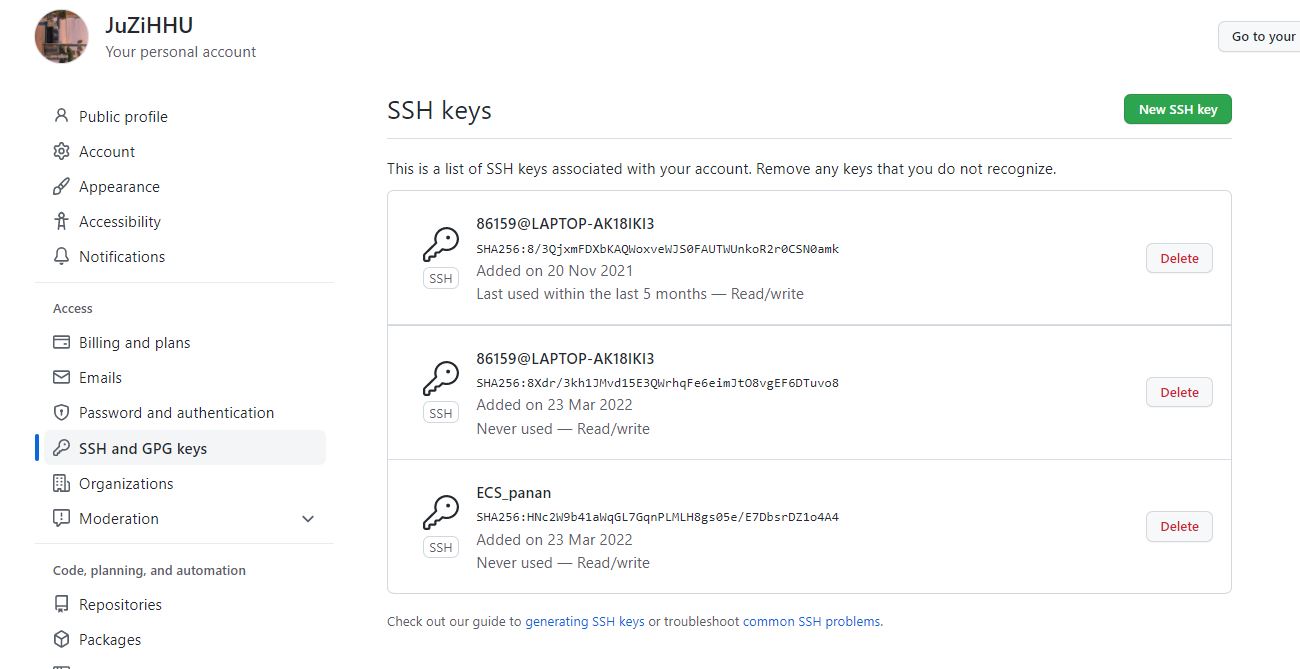 JuZiHHU
Your personal account
Go to your
Public profile
Account
Appearance
Accessibility
Notifications
Access
Billing and plans
Emails
Password and authentication
SSH and GPG keys
Organizations
Moderation
Code, planning, and automation
Repositories
Packages
SSH keys
New SSH key
This is a list of SSH keys associated with your account. Remove any keys that you do not recognize.
86159@LAPTOP-AK18IKI3
SHA256:8/3QjxmFDXbKAQWoxveWJS0FAUTWUnkoR2r0CSN0amk
Added on 20 Nov 2021
Last used within the last 5 months — Read/write
SSH
Delete
86159@LAPTOP-AK18IKI3
SHA256:8Xdr/3kh1JMvd15E3QWrhqFe6eimJtO8vgEF6DTuvo8
Added on 23 Mar 2022
Never used — Read/write
SSH
Delete
ECS_panan
SHA256:HNc2W9b41aWqGL7GqnPLMLH8gs05e/E7DbsrDZ1o4A4
Added on 23 Mar 2022
Never used — Read/write
SSH
Delete
Check out our guide to generating SSH keys or troubleshoot common SSH problems.